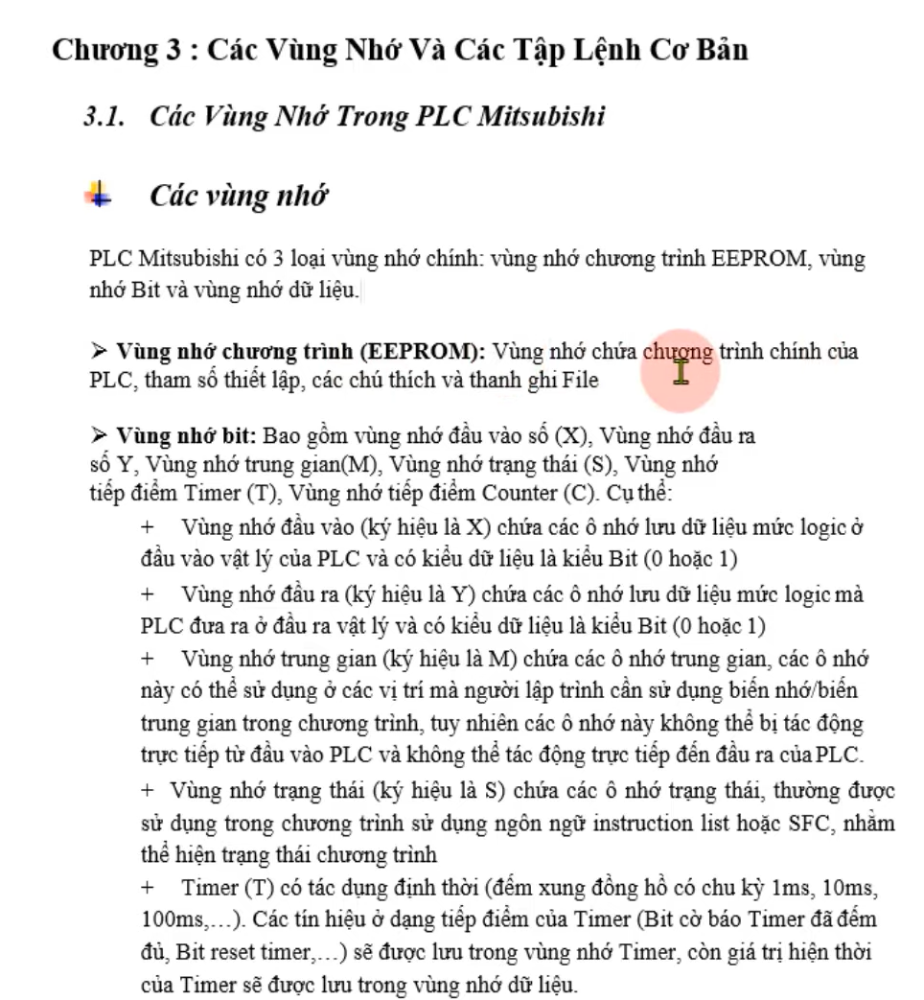 Chương 3 : Các Vùng Nhớ Và Các Tập Lệnh Cơ Bản
3.1. Các Vùng Nhớ Trong PLC Mitsubishi
Các vùng nhớ
PLC Mitsubishi có 3 loại vùng nhớ chính: vùng nhớ chương trình EEPROM, vùng
nhớ Bit và vùng nhớ dữ liệu.
➢ Vùng nhớ chương trình (EEPROM): Vùng nhớ chứa chương trình chính của
PLC, tham số thiết lập, các chú thích và thanh ghi File
➢ Vùng nhớ bit: Bao gồm vùng nhớ đầu vào số (X), Vùng nhớ đầu ra
số Y, Vùng nhớ trung gian(M), Vùng nhớ trạng thái (S), Vùng nhớ
tiếp điểm Timer (T), Vùng nhớ tiếp điểm Counter (C). Cụ thể:
+ Vùng nhớ đầu vào (ký hiệu là X) chứa các ô nhớ lưu dữ liệu mức logic ở
đầu vào vật lý của PLC và có kiểu dữ liệu là kiểu Bit (0 hoặc 1)
+ Vùng nhớ đầu ra (ký hiệu là Y) chứa các ô nhớ lưu dữ liệu mức logic mà
PLC đưa ra ở đầu ra vật lý và có kiểu dữ liệu là kiểu Bit (0 hoặc 1)
+ Vùng nhớ trung gian (ký hiệu là M) chứa các ô nhớ trung gian, các ô nhớ
này có thể sử dụng ở các vị trí mà người lập trình cần sử dụng biến nhớ/biến
trung gian trong chương trình, tuy nhiên các ô nhớ này không thể bị tác động
trực tiếp từ đầu vào PLC và không thể tác động trực tiếp đến đầu ra của PLC.
+ Vùng nhớ trạng thái (ký hiệu là S) chứa các ô nhớ trạng thái, thường được
sử dụng trong chương trình sử dụng ngôn ngữ instruction list hoặc SFC, nhằm
thể hiện trạng thái chương trình
+ Timer (T) có tác dụng định thời (đếm xung đồng hồ có chu kỳ 1ms, 10ms,
100ms,…). Các tín hiệu ở dạng tiếp điểm của Timer (Bit cờ báo Timer đã đếm
đủ, Bit reset timer,…) sẽ được lưu trong vùng nhớ Timer, còn giá trị hiện thời
của Timer sẽ được lưu trong vùng nhớ dữ liệu.